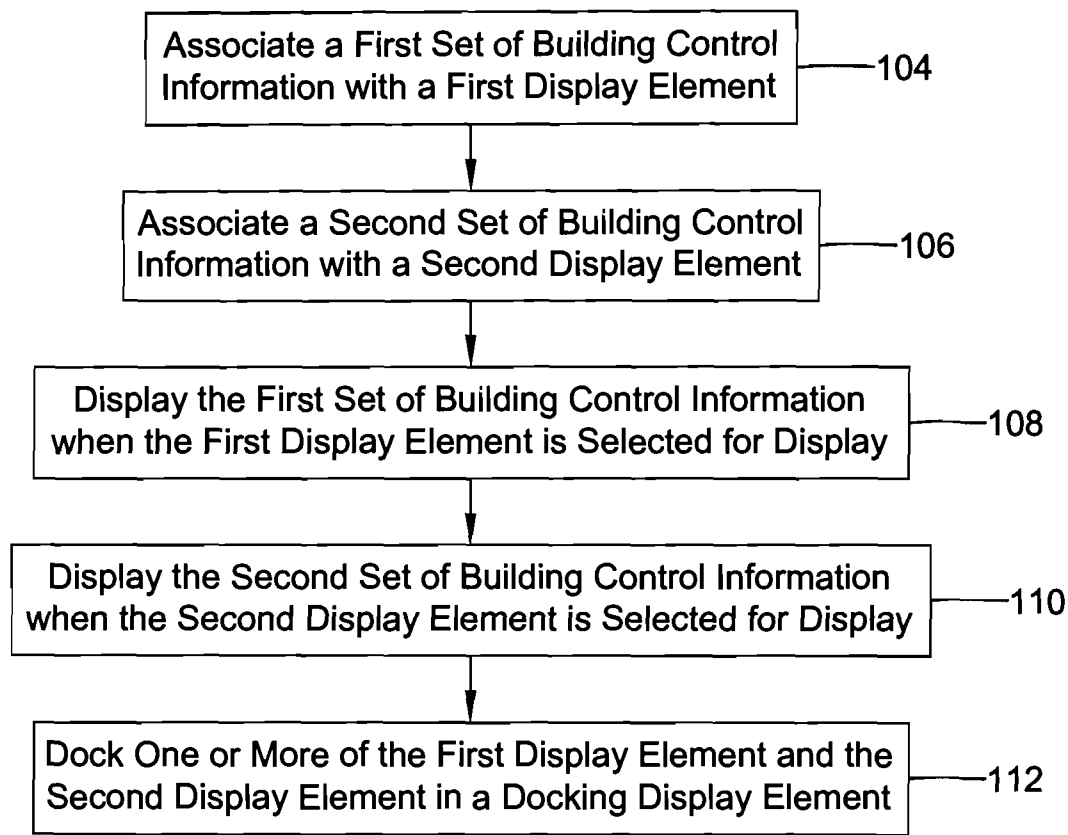 Associate a First Set of Building Control
Information with a First Display Element
104
Associate a Second Set of Building Control
Information with a Second Display Element
106
Display the First Set of Building Control Information
when the First Display Element is Selected for Display
108
Display the Second Set of Building Control Information
when the Second Display Element is Selected for Display
110
Dock One or More of the First Display Element and the
Second Display Element in a Docking Display Element
112